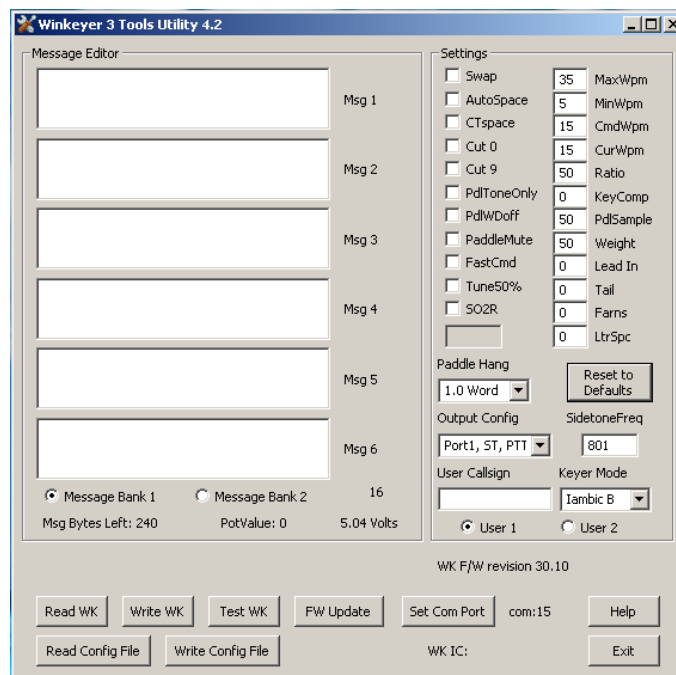 Winkeyer 3 Tools Utility 4.2
Message Editor
Msg 1
Msg 2
Msg 3
Msg 4
Msg 5
Msg 6
Message Bank 1 Message Bank 2 16
Msg Bytes Left: 240 PotValue: 0 5.04 Volts
Settings
Swap 35 MaxWpm
AutoSpace 5 MinWpm
CTspace 15 CmdWpm
Cut 0 15 CurWpm
Cut 9 50 Ratio
PdlToneOnly 0 KeyComp
PdlWDoff 50 PdlSample
PaddleMute 50 Weight
FastCmd 0 Lead In
Tune50% 0 Tail
SO2R 0 Farns
0 LtrSpc
Paddle Hang
1.0 Word
Reset to
Defaults
Output Config SidetoneFreq
Port1, ST, PTT 801
User Callsign Keyer Mode
Iambic B
User 1 User 2
WK F/W revision 30.10
Read WK Write WK Test WK FW Update Set Com Port com:15 Help
Read Config File Write Config File WK IC: Exit